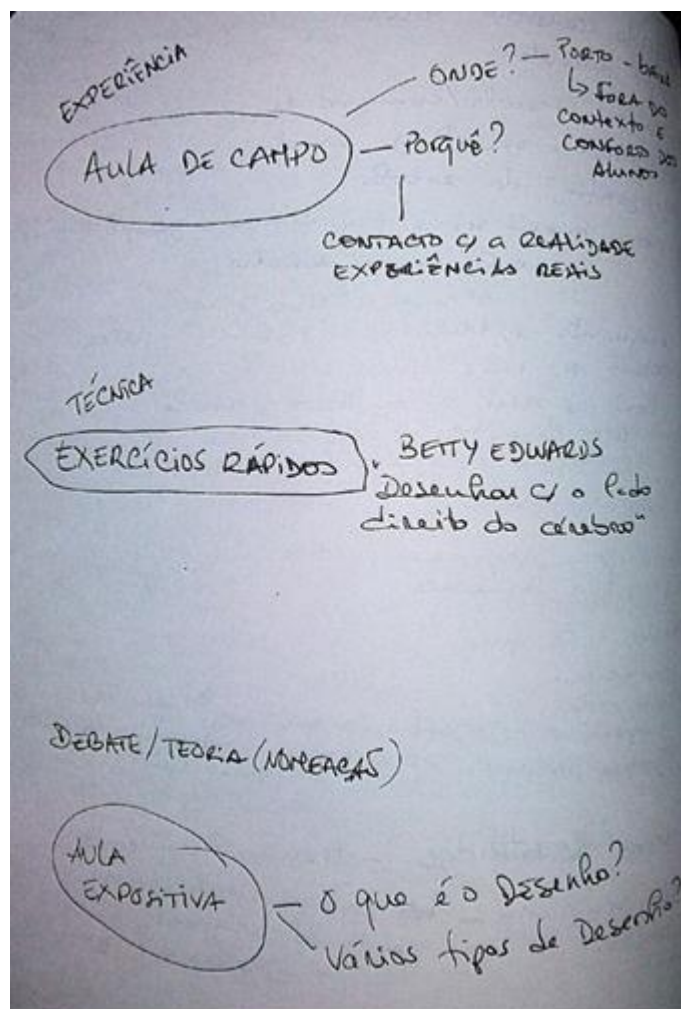 EXPERIÊNCIA
AULA DE CAMPO
ONDE? — PORTO -
↳ FORA DO
CONTEXTO E
CONFORTO DOS
ALUNOS
Porquê?
CONTACTO C/ A REALIDADE
EXPERIÊNCIAS REAIS
TÉCNICA
EXERCÍCIOS RÁPIDOS
BETTY EDWARDS
"Desenhar c/ o lado
direito do cérebro"
DEBATE/TEORIA (NOMEAÇÃO)
AULA
EXPOSITIVA
O que é o Desenho?
Vários tipos de Desenho?